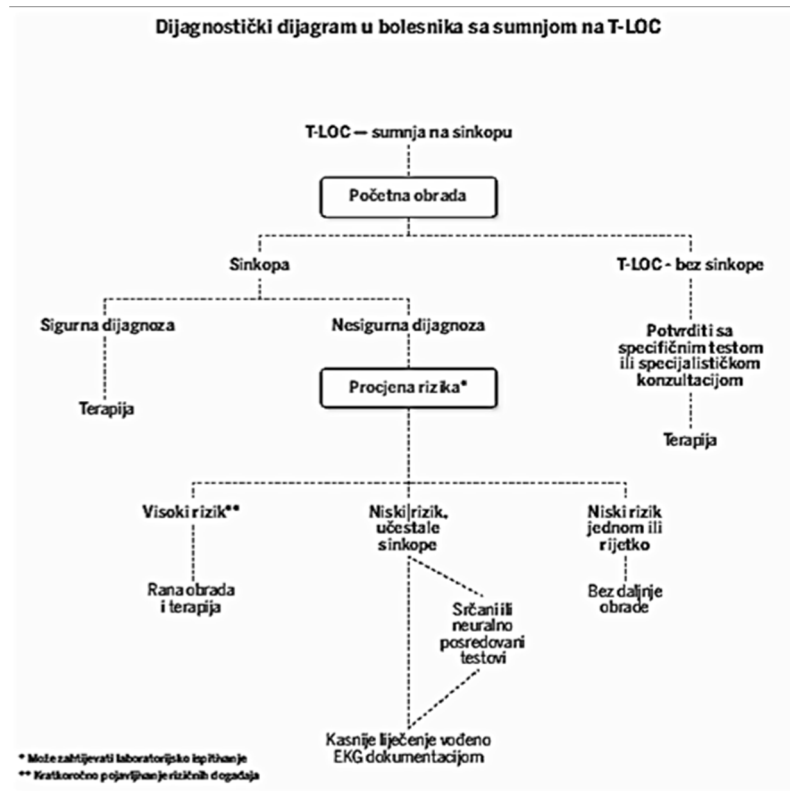 Dijagnostički dijagram u bolesnika sa sumnjom na T-LOC
T-LOC — sumnja na sinkopu
Početna obrada
Sinkopa
T-LOC - bez sinkope
Sigurna dijagnoza
Nesigurna dijagnoza
Potvrditi sa
specifičnim testom
ili specijalističkom
konzultacijom
Procjena rizika*
Terapija
Terapija
Visoki rizik**
Niski rizik,
učestale
sinkope
Niski rizik
jednom ili
rijetko
Rana obrada
i terapija
Bez daljnje
obrade
Srčani ili
neuralno
posredovani
testovi
Kasnije liječenje vođeno
EKG dokumentacijom
* Može zahtijevati laboratorijsko ispitivanje
** Kratkoročno pojavljivanje rizičnih događaja